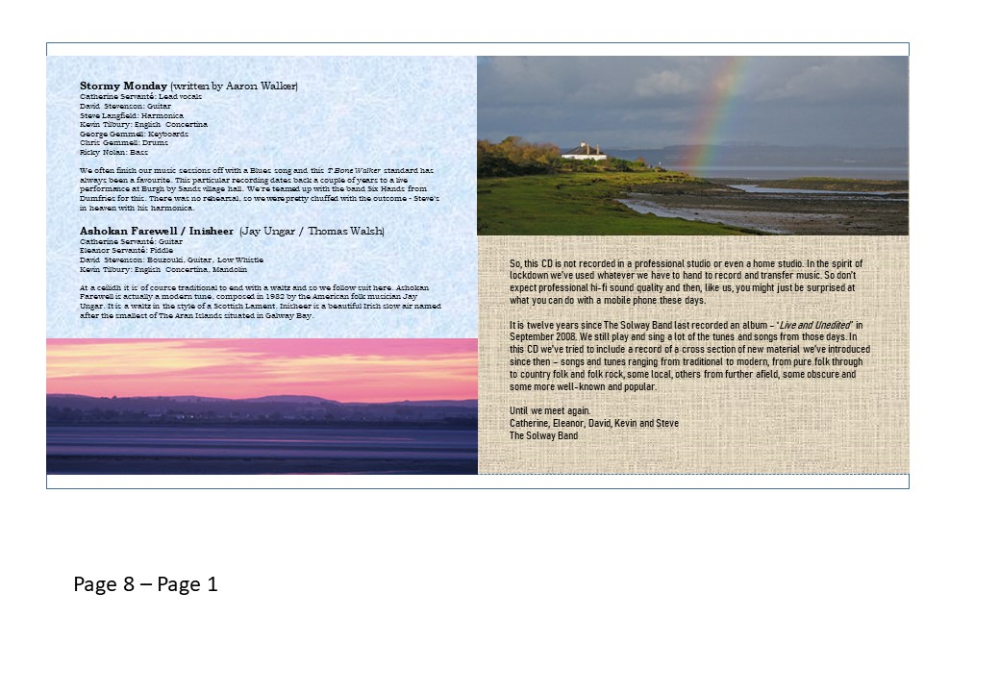 Stormy Monday (written by Aaron Walker)
Catherine Servanté: Lead vocals
David Stevenson: Guitar
Steve Langfield: Harmonica
Kevin Tilbury: English Concertina
George Gemmell: Keyboards
Chris Gemmell: Drums
Ricky Nolan: Bass
We often finish our music sessions off with a Blues song and this T Bone Walker standard has
always been a favourite. This particular recording dates back a couple of years to a live
performance at Burgh by Sands village hall. We're teamed up with the band Six Hands from
Dumfries for this. There was no rehearsal, so we were pretty chuffed with the outcome - Steve's
in heaven with his harmonica.
Ashokan Farewell / Inisheer (Jay Ungar / Thomas Walsh)
Catherine Servanté: Guitar
Eleanor Servanté: Fiddle
David Stevenson: Bouzouki, Guitar, Low Whistle
Kevin Tilbury: English Concertina, Mandolin
At a ceilidh it is of course traditional to end with a waltz and so we follow suit here. Ashokan
Farewell is actually a modern tune, composed in 1982 by the American folk musician Jay
Ungar. It is a waltz in the style of a Scottish Lament. Inisheer is a beautiful Irish slow air named
after the smallest of The Aran Islands situated in Galway Bay.
So, this CD is not recorded in a professional studio or even a home studio. In the spirit of
lockdown we've used whatever we have to hand to record and transfer music. So don't
expect professional hi-fi sound quality and then, like us, you might just be surprised at
what you can do with a mobile phone these days.
It is twelve years since The Solway Band last recorded an album – 'Live and Unedited' in
September 2008. We still play and sing a lot of the tunes and songs from those days. In
this CD we've tried to include a record of a cross section of new material we've introduced
since then – songs and tunes ranging from traditional to modern, from pure folk through
to country folk and folk rock, some local, others from further afield, some obscure and
some more well-known and popular.
Until we meet again.
Catherine, Eleanor, David, Kevin and Steve
The Solway Band
Page 8 – Page 1